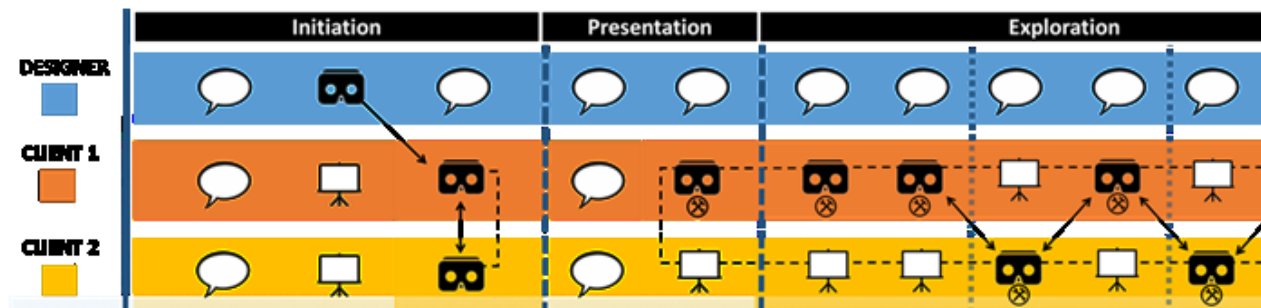 Initiation
Presentation
Exploration
DESIGNER
CLIENT 1
CLIENT 2